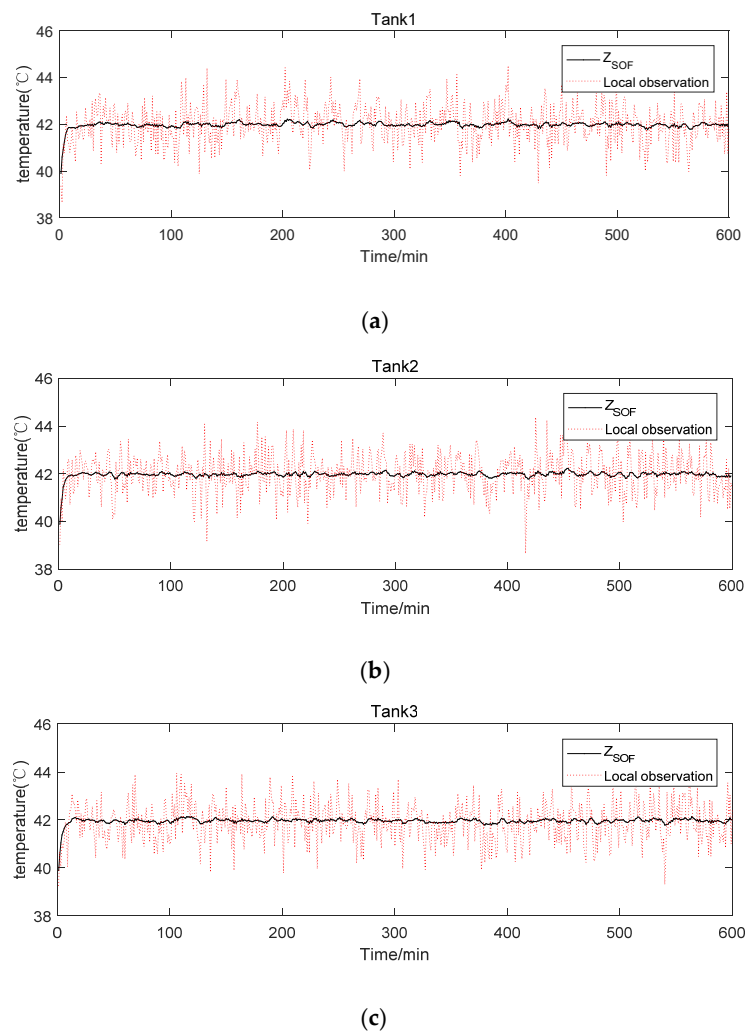 Tank1
46
44
42
40
38
temperature(℃)
Z_SOF
Local observation
0 100 200 300 400 500 600
Time/min
(a)
Tank2
46
44
42
40
38
temperature(℃)
Z_SOF
Local observation
0 100 200 300 400 500 600
Time/min
(b)
Tank3
46
44
42
40
38
temperature(℃)
Z_SOF
Local observation
0 100 200 300 400 500 600
Time/min
(c)